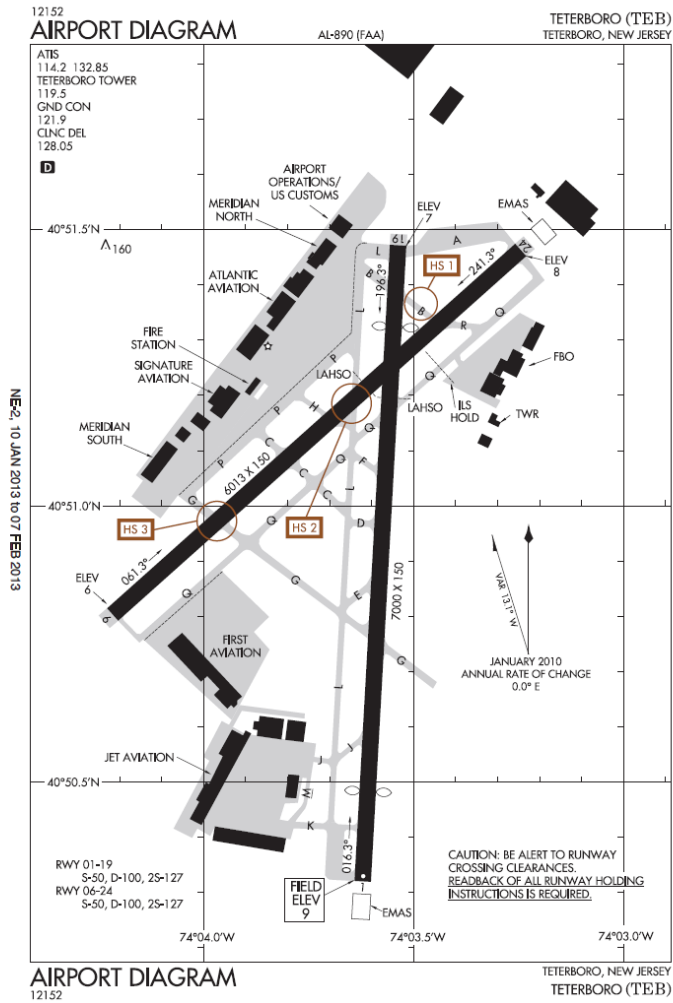 12152
AIRPORT DIAGRAM
AL-890 (FAA)
TETERBORO (TEB)
TETERBORO, NEW JERSEY
ATIS
114.2 132.85
TETERBORO TOWER
119.5
GND CON
121.9
CLNC DEL
128.05
D
AIRPORT
OPERATIONS/
US CUSTOMS
MERIDIAN
NORTH
ELEV
7
EMAS
40°51.5'N
160
L
19
A
24
HS 1
ELEV
8
B
196.3°
241.3°
ATLANTIC
AVIATION
L
B
R
Q
FIRE
STATION
P
FBO
SIGNATURE
AVIATION
LAHSO
Q
LAHSO
ILS
HOLD
TWR
P
H
Q
MERIDIAN
SOUTH
C
P
6013 X 150
Q
F
C
L
G
C
40°51.0'N
HS 3
Q
HS 2
D
061.3°
ELEV
6
Q
G
E
7000 X 150
6
VAR 13.1° W
FIRST
AVIATION
G
JANUARY 2010
ANNUAL RATE OF CHANGE
0.0° E
L
JET AVIATION
J
J
40°50.5'N
M
K
016.3°
RWY 01-19
S-50, D-100, 2S-127
RWY 06-24
S-50, D-100, 2S-127
CAUTION: BE ALERT TO RUNWAY
CROSSING CLEARANCES.
READBACK OF ALL RUNWAY HOLDING
INSTRUCTIONS IS REQUIRED.
FIELD
ELEV
9
1
EMAS
74°04.0'W
74°03.5'W
74°03.0'W
NE-2, 10 JAN 2013 to 07 FEB 2013
AIRPORT DIAGRAM
12152
TETERBORO, NEW JERSEY
TETERBORO (TEB)